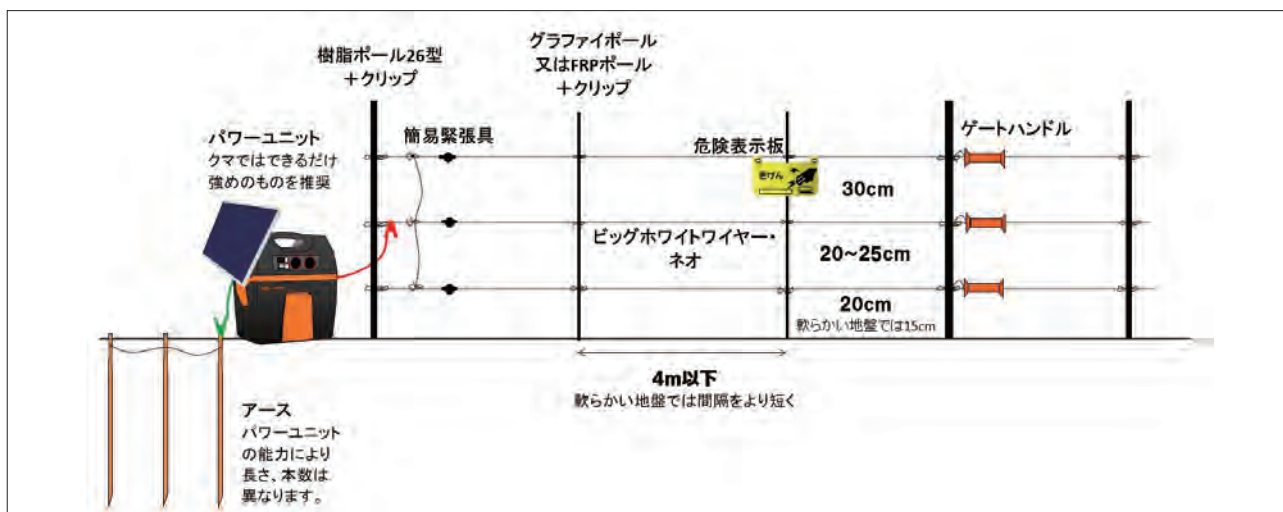 グラファイポール
又はFRPポール
＋クリップ
樹脂ポール26型
＋クリップ
パワーユニット
クマではできるだけ
強めのものを推奨
簡易緊張具
危険表示板
ゲートハンドル
きけん
30cm
ビッグホワイトワイヤー・
ネオ
20~25cm
20cm
軟らかい地盤では15cm
4m以下
軟らかい地盤では間隔をより短く
アース
パワーユニット
の能力により
長さ、本数は
異なります。